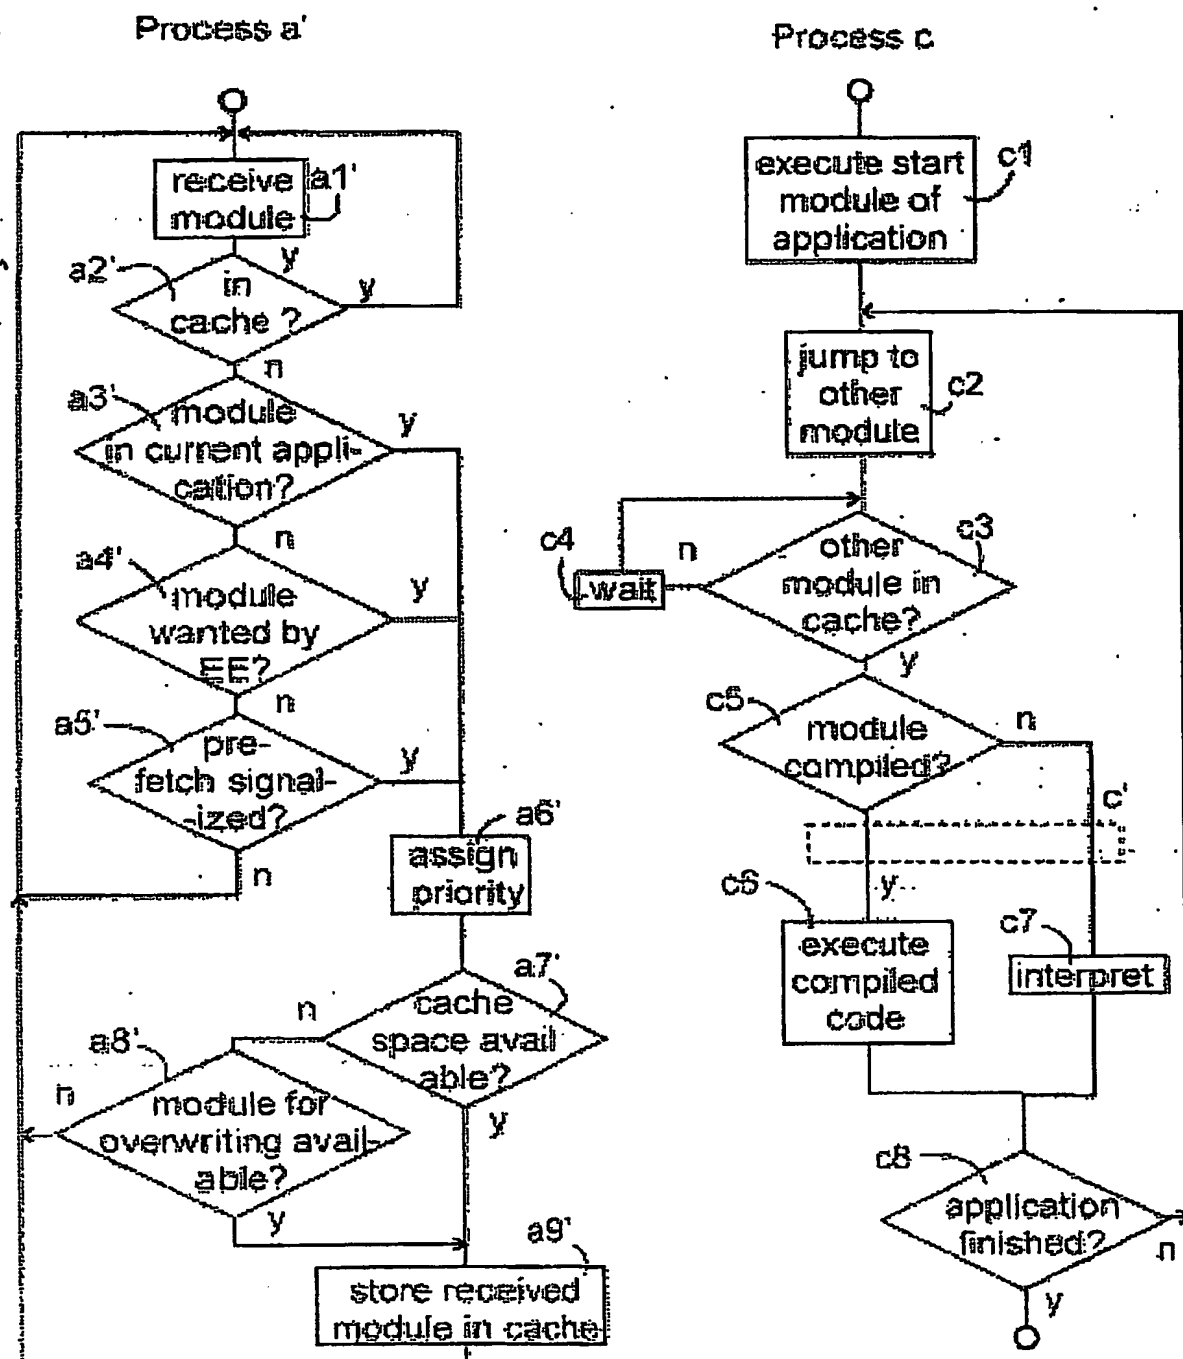 Process a'
receive
module
a1'
y
a2'
in
cache ?
y
n
a3'
module
in current appli-
cation?
y
n
a4'
module
wanted by
EE?
y
n
a5'
pre-
fetch signal-
-ized?
y
n
a6'
assign
priority
a7'
cache
space avail
able?
n
y
a8'
module for
overwriting avail-
able?
n
y
a9'
store received
module in cache
Process c
execute start
module of
application
c1
jump to
other
module
c2
c3
other
module in
cache?
n
c4
wait
y
c5
module
compiled?
n
c'
y
c6
execute
compiled
code
c7
interpret
c8
application
finished?
n
y